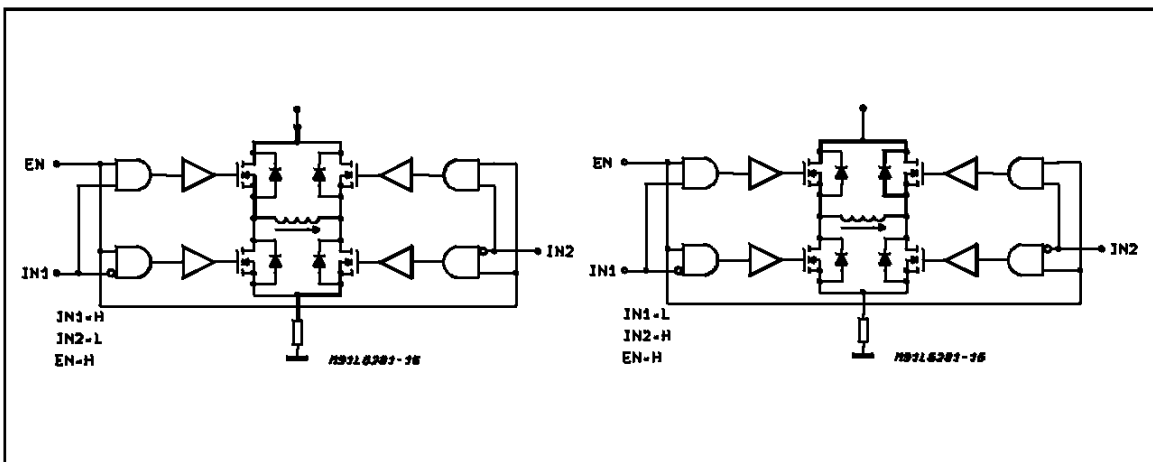 EN
IN1
IN2
IN1=H
IN2=L
EN=H
EN
IN1
IN2
IN1=L
IN2=H
EN=H